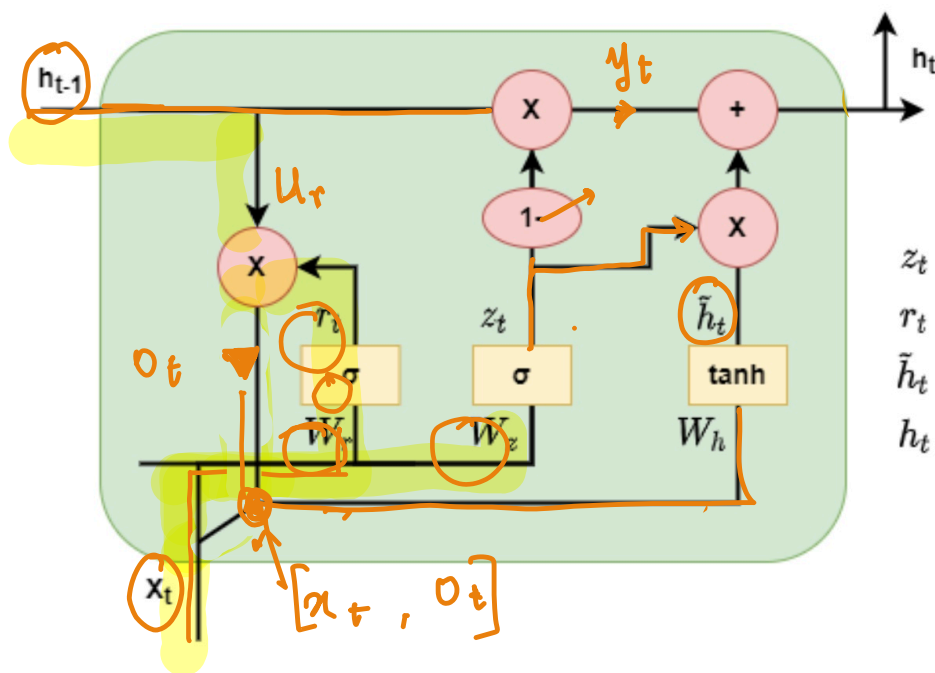 h_{t-1}
y_t
h_t
X
+
U_r
1-
X
X
z_t
r_t
z_t
h̃_t
r_t
O_t
σ
σ
tanh
h̃_t
W_r
W_z
W_h
h_t
X_t
[x_t, O_t]